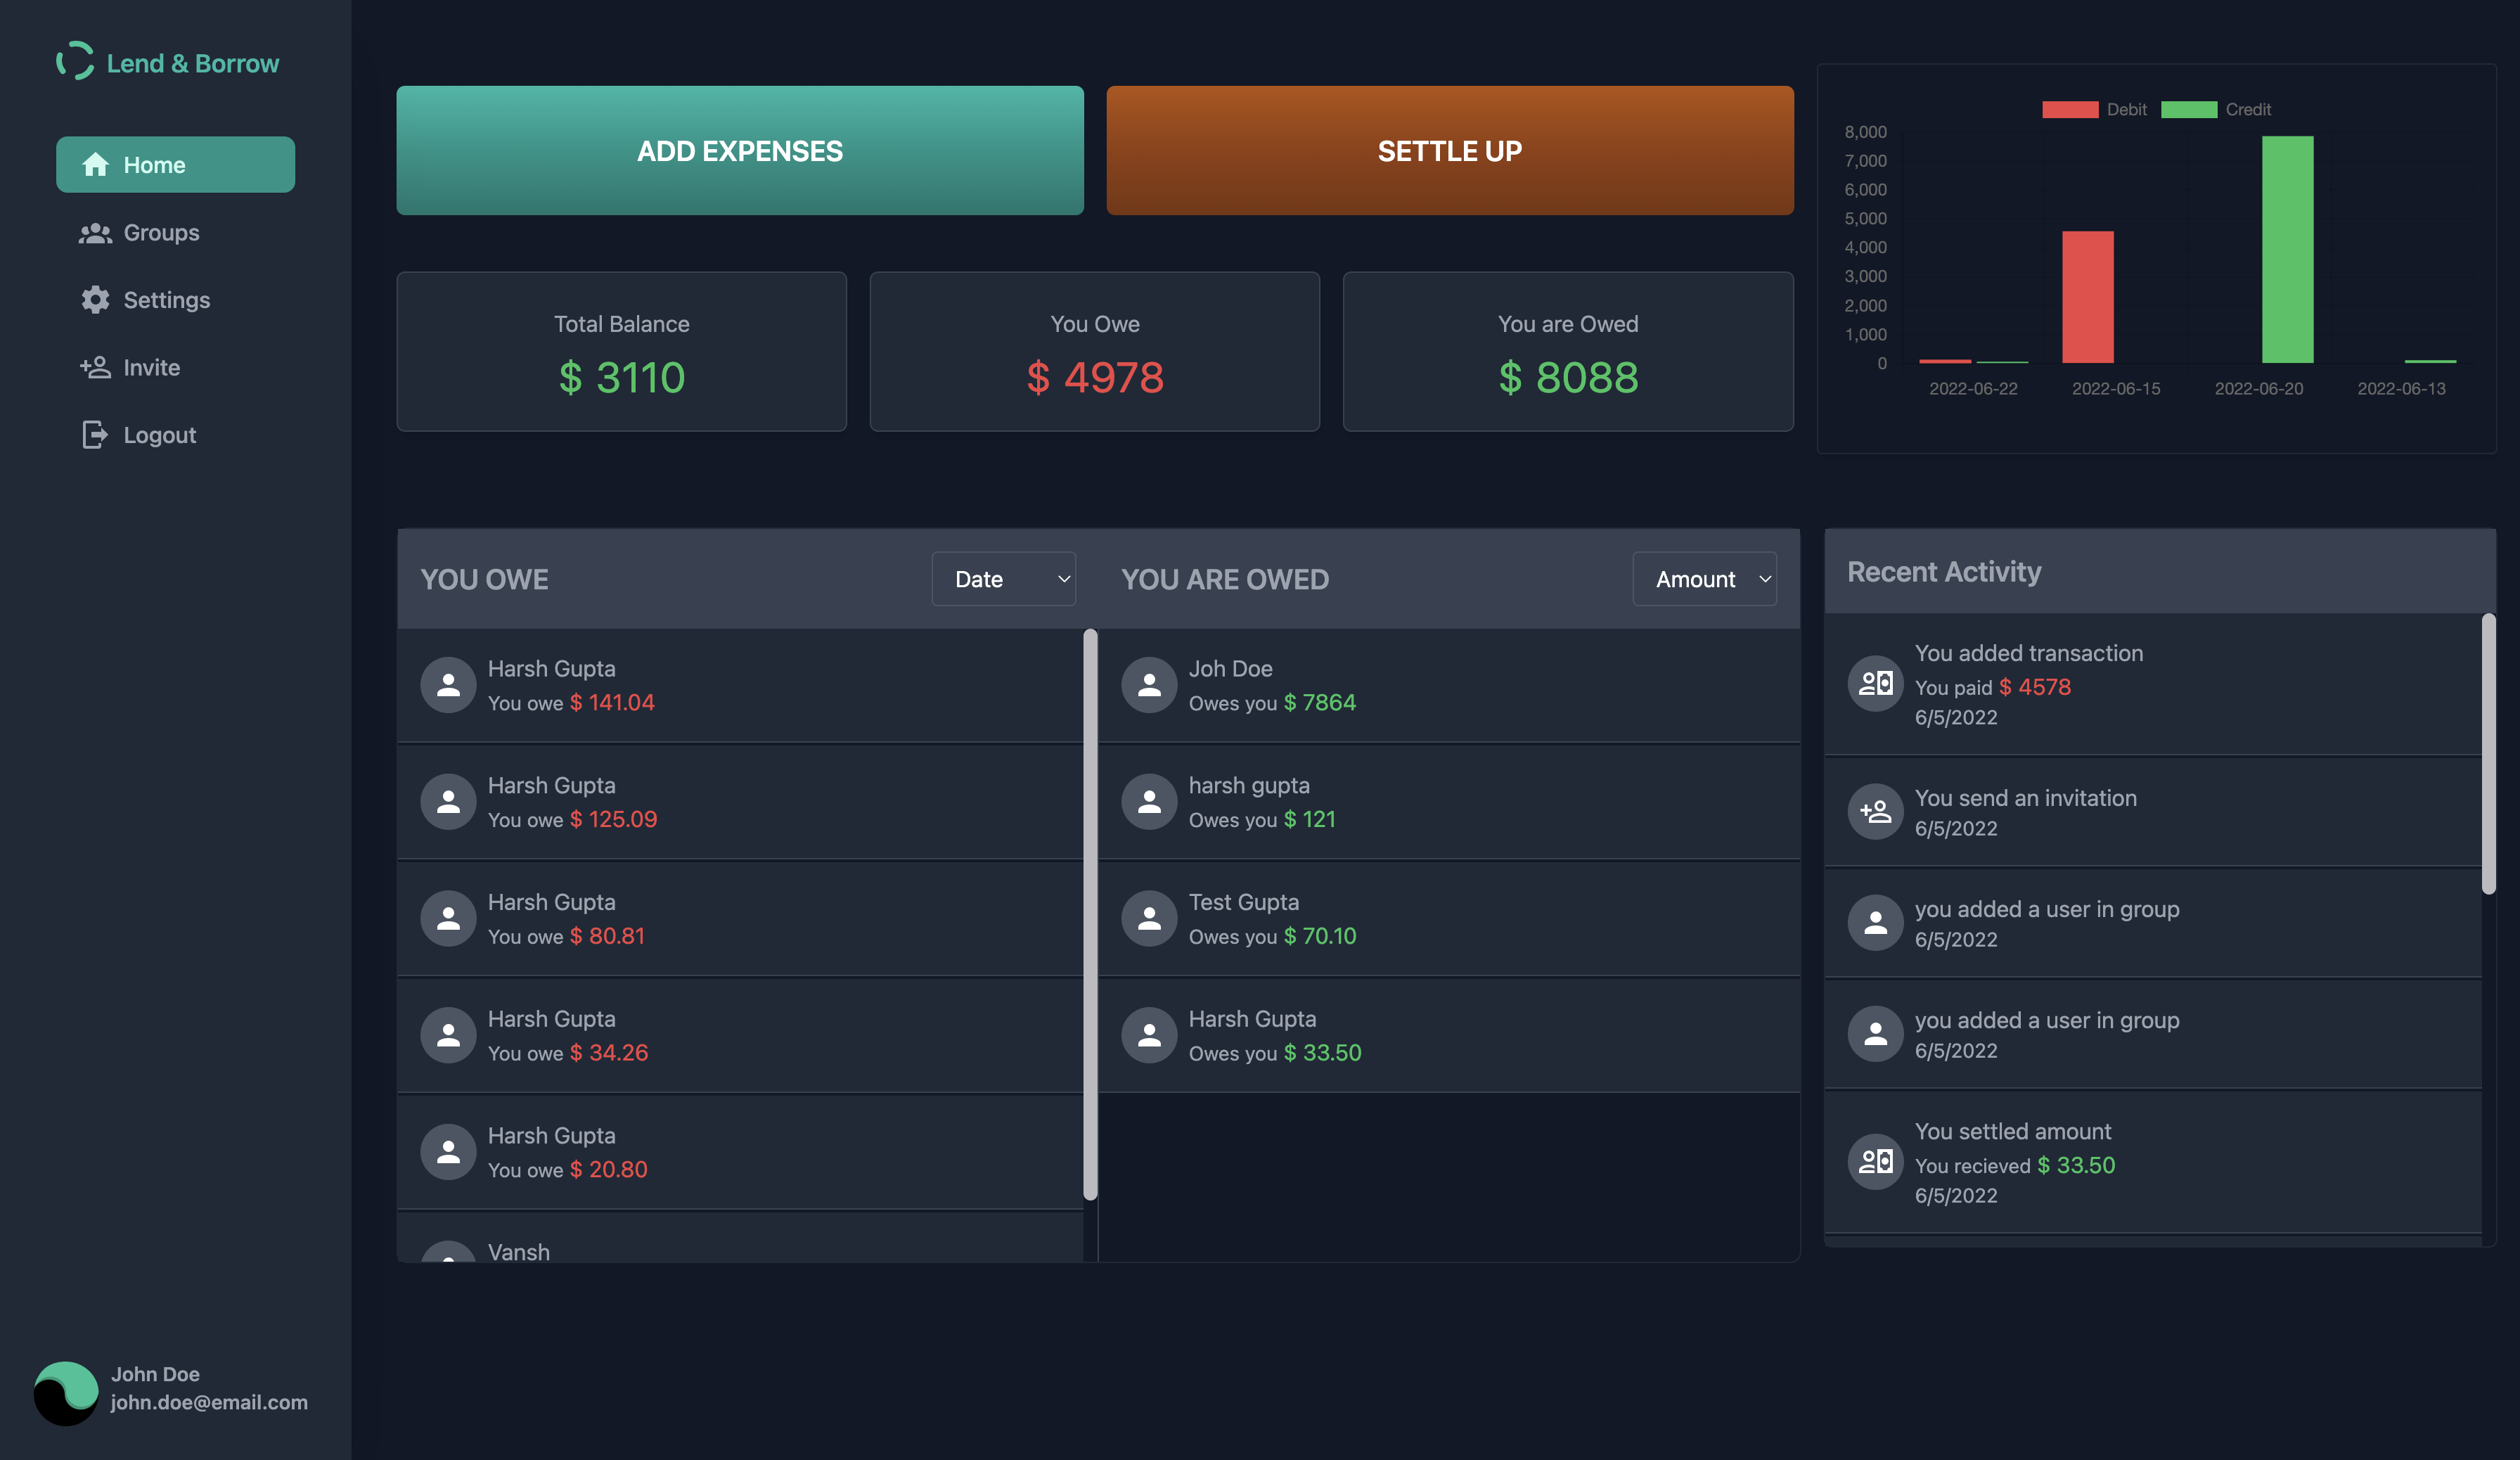 Lend & Borrow
Home
Groups
Settings
Invite
Logout
ADD EXPENSES
SETTLE UP
Total Balance
$ 3110
You Owe
$ 4978
You are Owed
$ 8088
Debit Credit
8,000
7,000
6,000
5,000
4,000
3,000
2,000
1,000
0
2022-06-22 2022-06-15 2022-06-20 2022-06-13
YOU OWE
Date
Harsh Gupta
You owe $ 141.04
Harsh Gupta
You owe $ 125.09
Harsh Gupta
You owe $ 80.81
Harsh Gupta
You owe $ 34.26
Harsh Gupta
You owe $ 20.80
Vansh
YOU ARE OWED
Amount
Joh Doe
Owes you $ 7864
harsh gupta
Owes you $ 121
Test Gupta
Owes you $ 70.10
Harsh Gupta
Owes you $ 33.50
Recent Activity
You added transaction
You paid $ 4578
6/5/2022
You send an invitation
6/5/2022
you added a user in group
6/5/2022
you added a user in group
6/5/2022
You settled amount
You recieved $ 33.50
6/5/2022
John Doe
john.doe@email.com